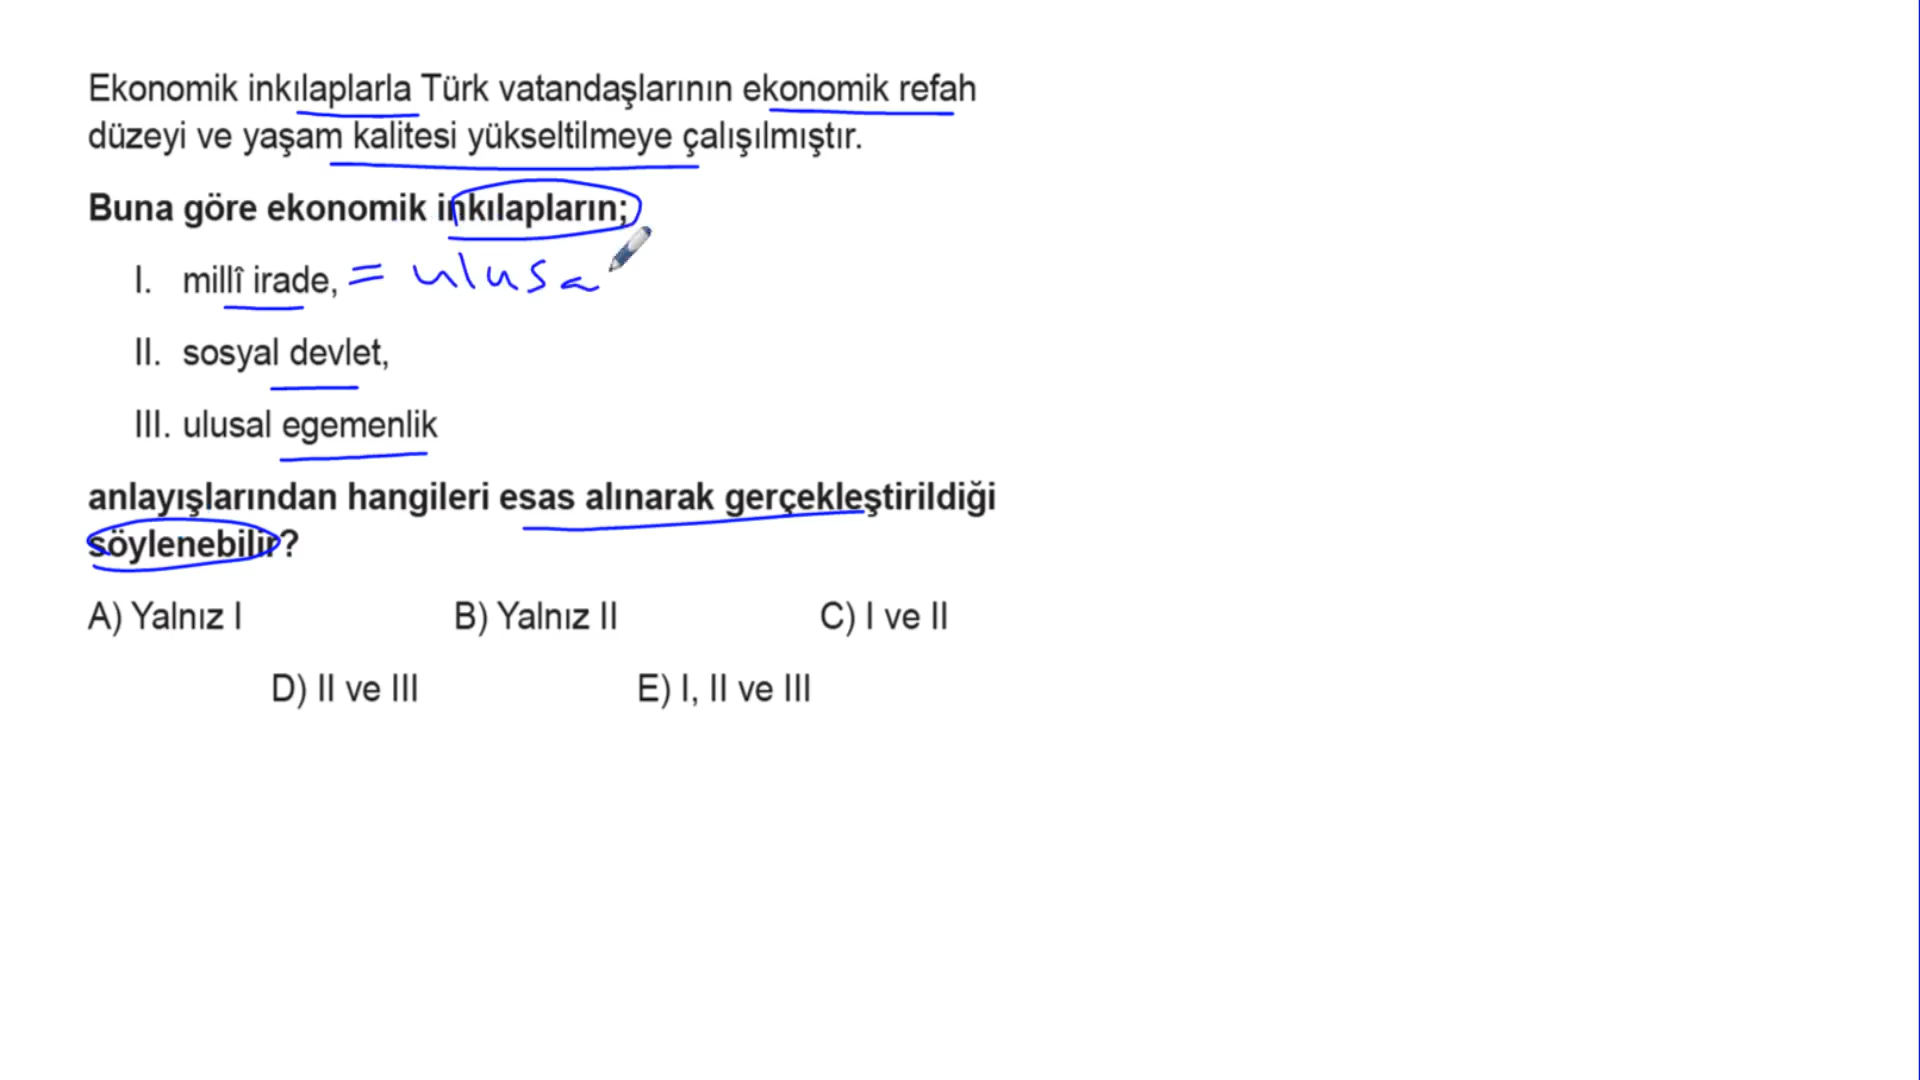 Ekonomik inkılaplarla Türk vatandaşlarının ekonomik refah
düzeyi ve yaşam kalitesi yükseltilmeye çalışılmıştır.
Buna göre ekonomik inkılapların;
I. millî irade, = ulusa
II. sosyal devlet,
III. ulusal egemenlik
anlayışlarından hangileri esas alınarak gerçekleştirildiği
söylenebilir?
A) Yalnız I B) Yalnız II C) I ve II
D) II ve III E) I, II ve III